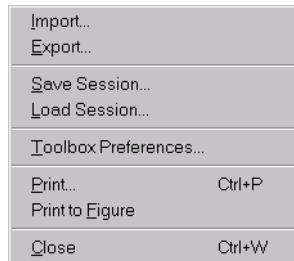 Import...
Export...
Save Session...
Load Session...
Toolbox Preferences...
Print... Ctrl+P
Print to Figure
Close Ctrl+W